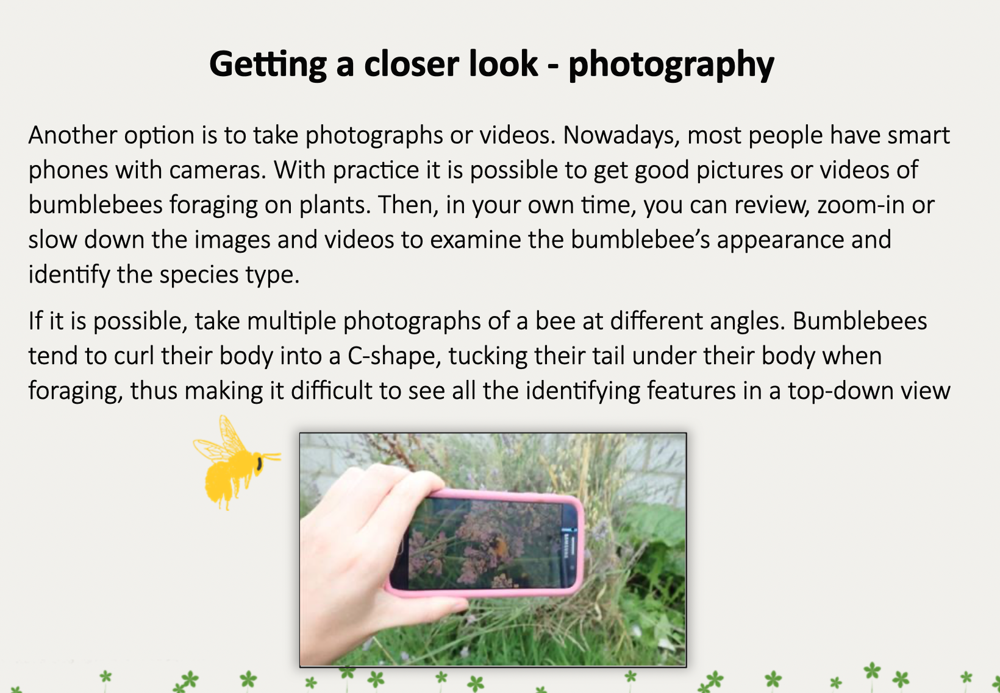 Getting a closer look - photography
Another option is to take photographs or videos. Nowadays, most people have smart
phones with cameras. With practice it is possible to get good pictures or videos of
bumblebees foraging on plants. Then, in your own time, you can review, zoom-in or
slow down the images and videos to examine the bumblebee’s appearance and
identify the species type.
If it is possible, take multiple photographs of a bee at different angles. Bumblebees
tend to curl their body into a C-shape, tucking their tail under their body when
foraging, thus making it difficult to see all the identifying features in a top-down view
SAMSUNG